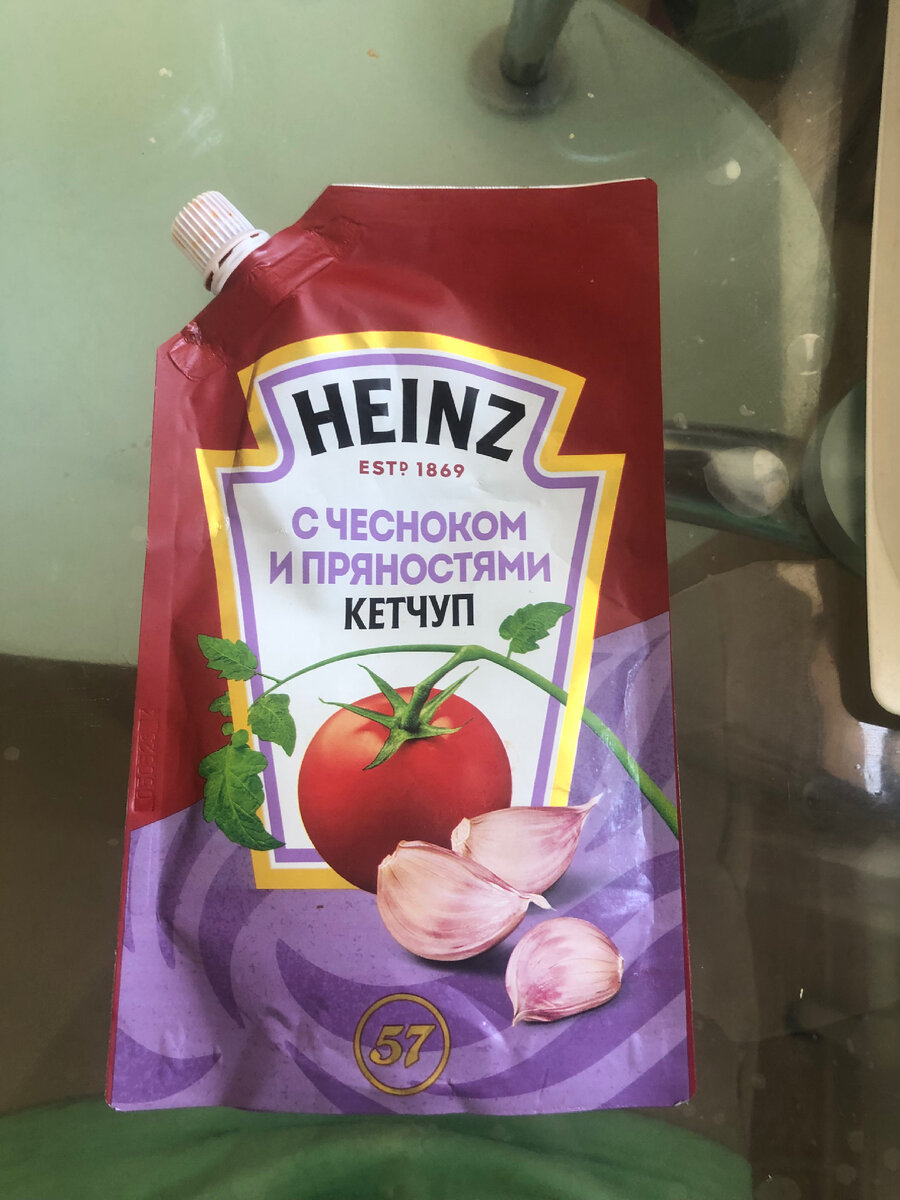 HEINZ
ESTD 1869
С ЧЕСНОКОМ
И ПРЯНОСТЯМИ
КЕТЧУП
57